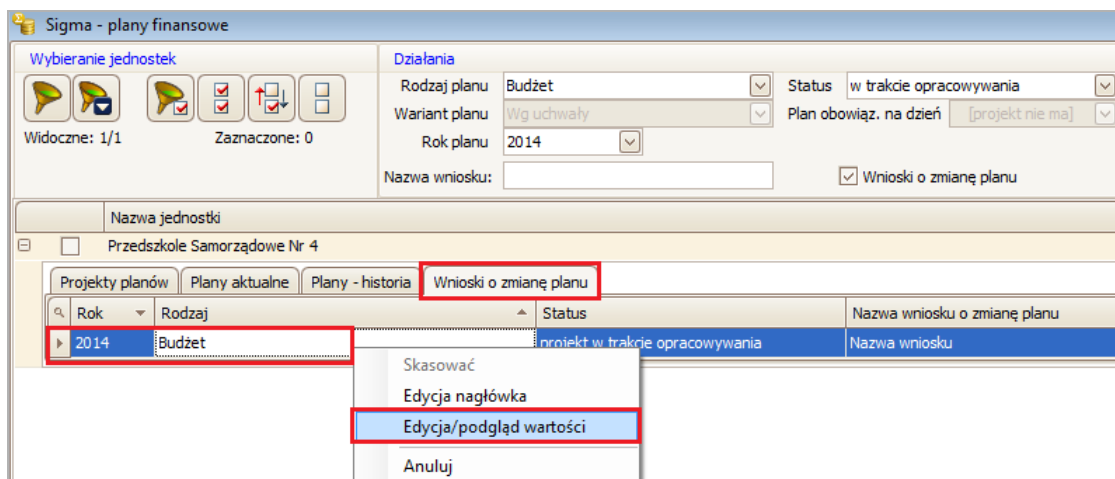 Sigma - plany finansowe
Wybieranie jednostek
Działania
Rodzaj planu Budżet Status w trakcie opracowywania
Wariant planu Wg uchwały Plan obowiąz. na dzień [projekt nie ma]
Widoczne: 1/1 Zaznaczone: 0 Rok planu 2014
Nazwa wniosku: Wnioski o zmianę planu
Nazwa jednostki
Przedszkole Samorządowe Nr 4
Projekty planów Plany aktualne Plany - historia Wnioski o zmianę planu
Rok Rodzaj Status Nazwa wniosku o zmianę planu
2014 Budżet projekt w trakcie opracowywania Nazwa wniosku
Skasować
Edycja nagłówka
Edycja/podgląd wartości
Anuluj